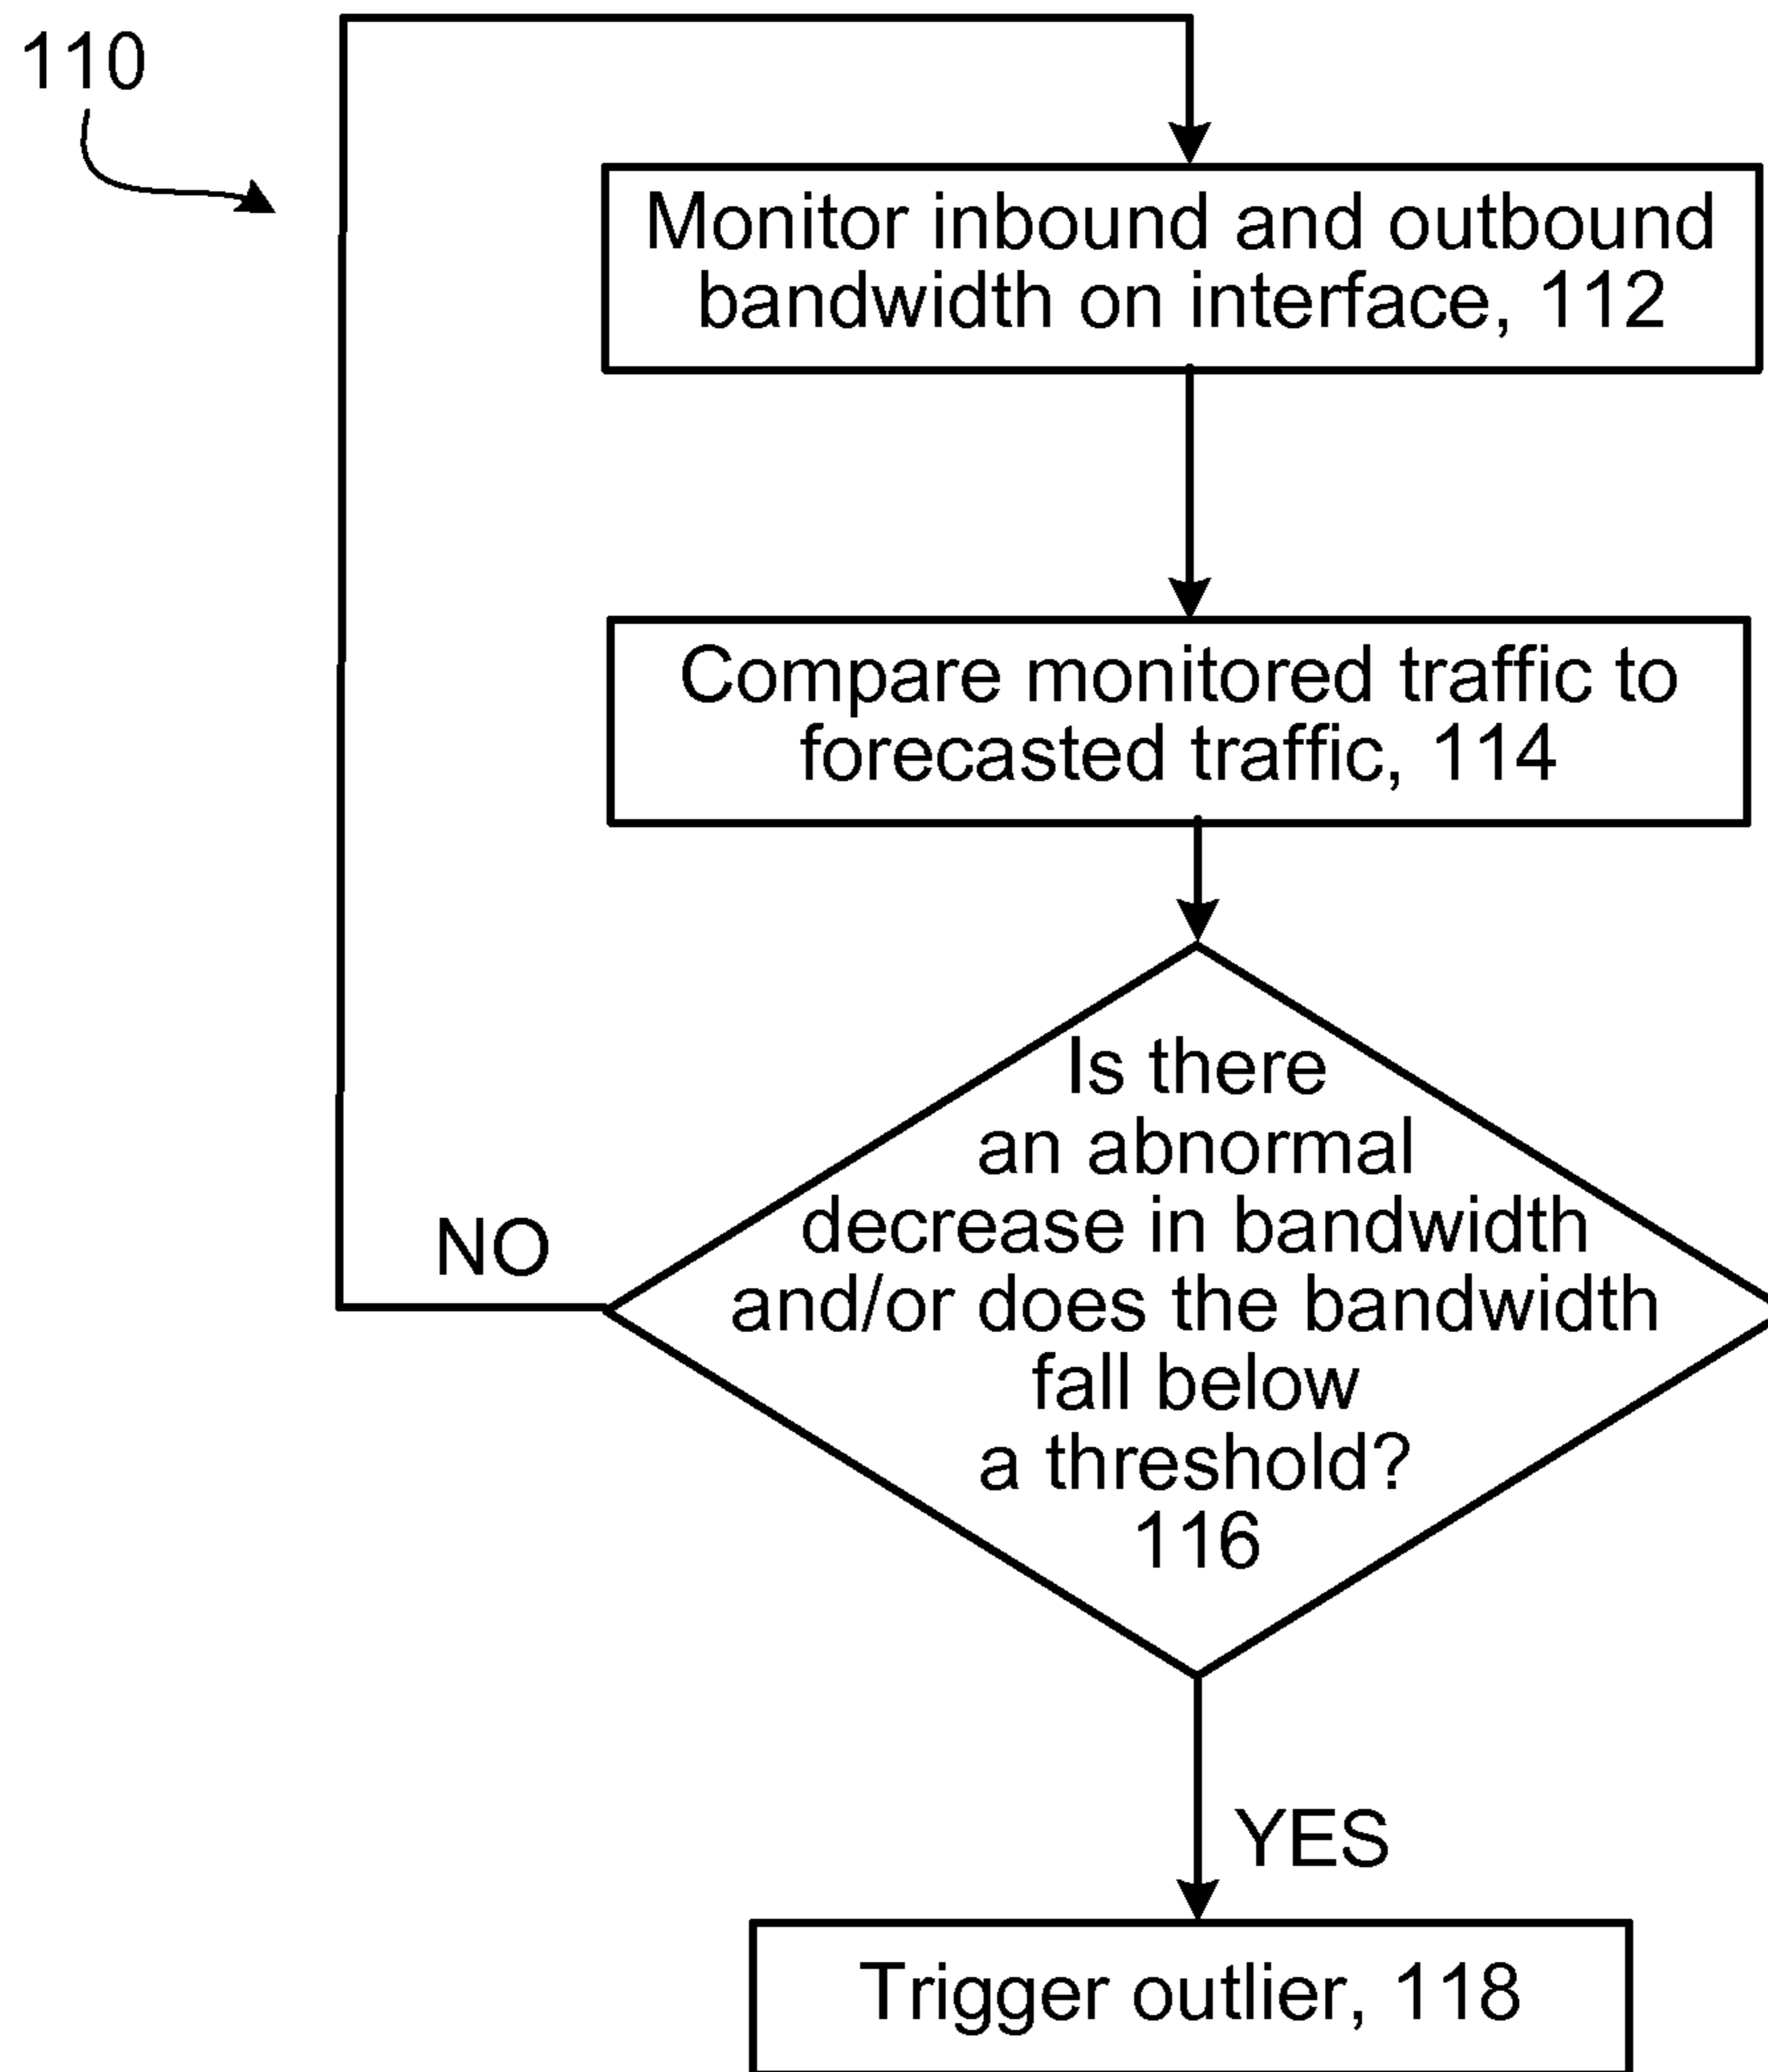 110
Monitor inbound and outbound
bandwidth on interface, 112
Compare monitored traffic to
forecasted traffic, 114
Is there
an abnormal
decrease in bandwidth
and/or does the bandwidth
fall below
a threshold?
116
NO
YES
Trigger outlier, 118